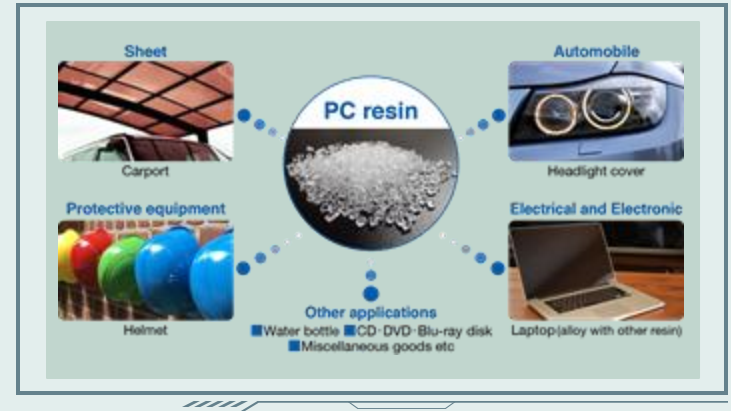 Sheet
Carport
Automobile
Headlight cover
PC resin
Protective equipment
Helmet
Electrical and Electronic
Laptop(alloy with other resin)
Other applications
Water bottle CD·DVD·Blu-ray disk
Miscellaneous goods etc